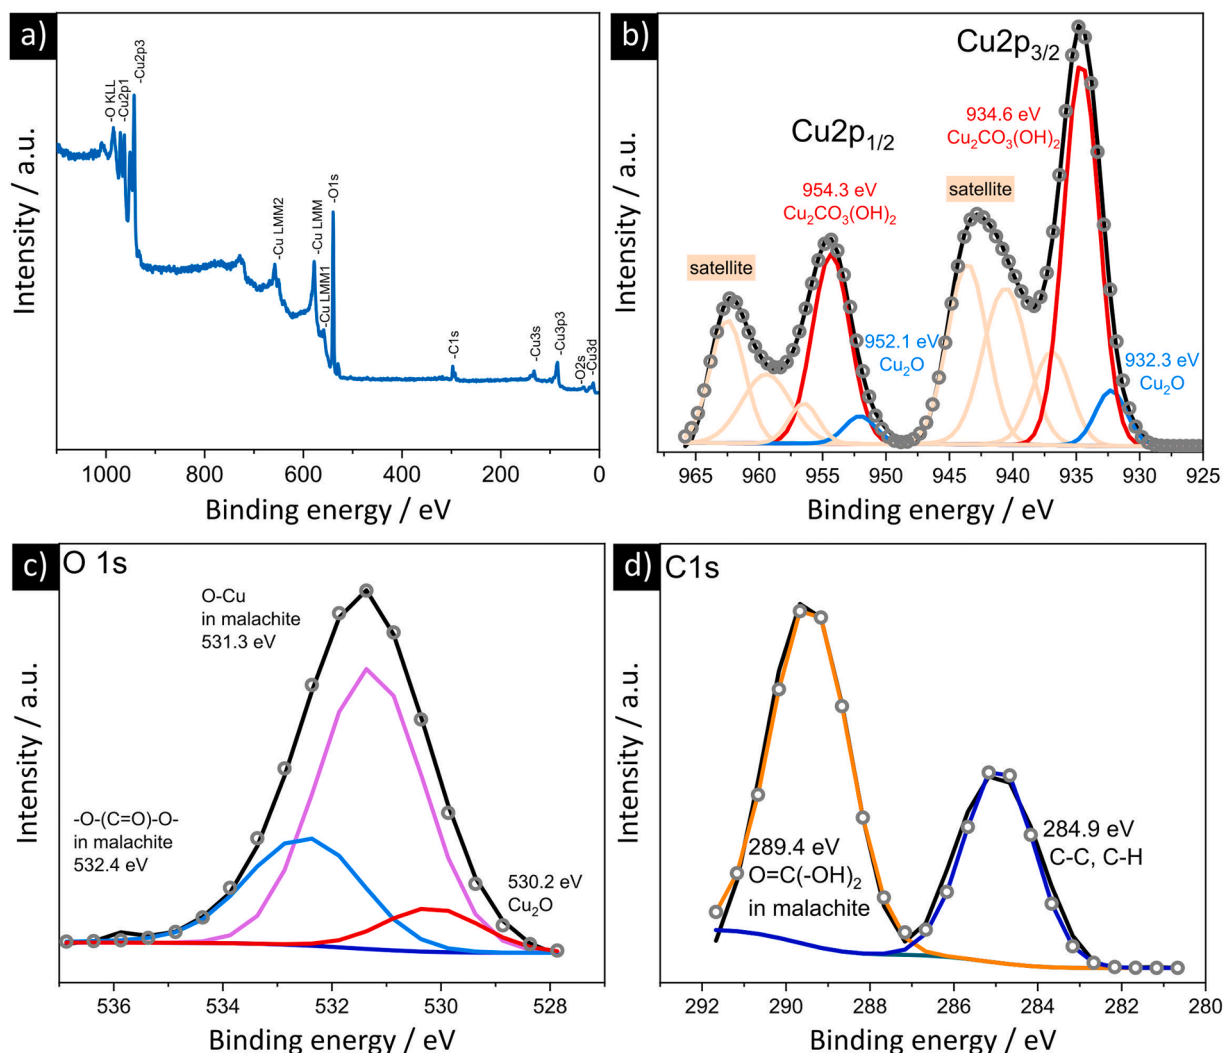 a)
-O KLL
-Cu2p1
-Cu2p3
-Cu LMM2
-Cu LMM
-Cu LMM1
-O1s
-C1s
-Cu3s
-Cu3p3
-O2s
-Cu3d
Intensity / a.u.
1000 800 600 400 200 0
Binding energy / eV
b)
Cu2p3/2
934.6 eV
Cu2CO3(OH)2
Cu2p1/2
954.3 eV
Cu2CO3(OH)2
satellite
satellite
952.1 eV
Cu2O
932.3 eV
Cu2O
Intensity / a.u.
965 960 955 950 945 940 935 930 925
Binding energy / eV
c)
O 1s
O-Cu
in malachite
531.3 eV
-O-(C=O)-O-
in malachite
532.4 eV
530.2 eV
Cu2O
Intensity / a.u.
536 534 532 530 528
Binding energy / eV
d)
C1s
289.4 eV
O=C(-OH)2
in malachite
284.9 eV
C-C, C-H
Intensity / a.u.
292 290 288 286 284 282 280
Binding energy / eV